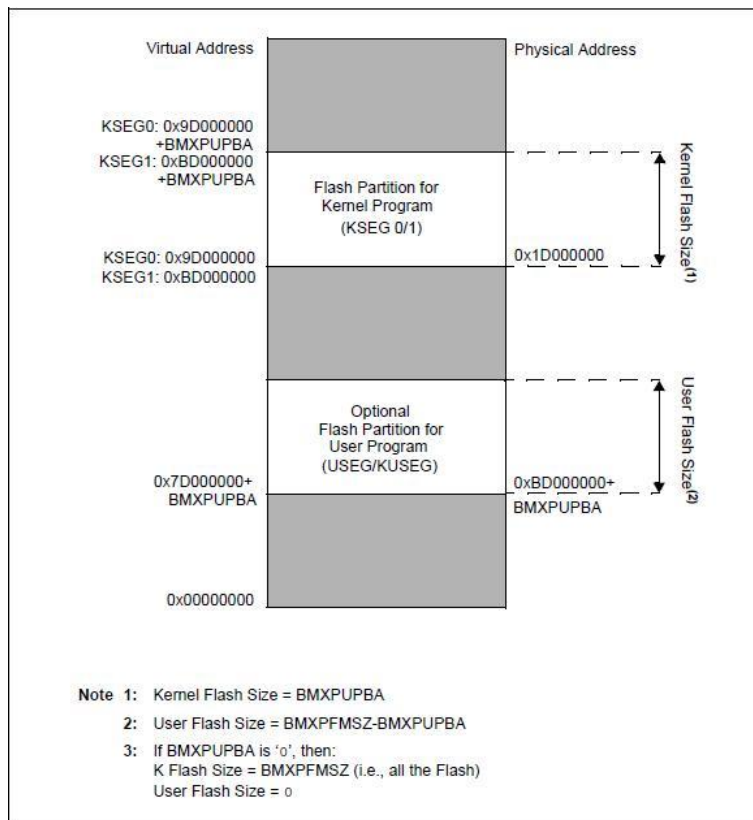 Virtual Address
Physical Address
KSEG0: 0x9D000000
+BMXPUPBA
KSEG1: 0xBD000000
+BMXPUPBA
Flash Partition for
Kernel Program
(KSEG 0/1)
Kernel Flash Size(1)
KSEG0: 0x9D000000
KSEG1: 0xBD000000
0x1D000000
Optional
Flash Partition for
User Program
(USEG/KUSEG)
User Flash Size(2)
0x7D000000+
BMXPUPBA
0xBD000000+
BMXPUPBA
0x00000000
Note 1: Kernel Flash Size = BMXPUPBA
2: User Flash Size = BMXPFMSZ-BMXPUPBA
3: If BMXPUPBA is ‘0’, then:
K Flash Size = BMXPFMSZ (i.e., all the Flash)
User Flash Size = 0